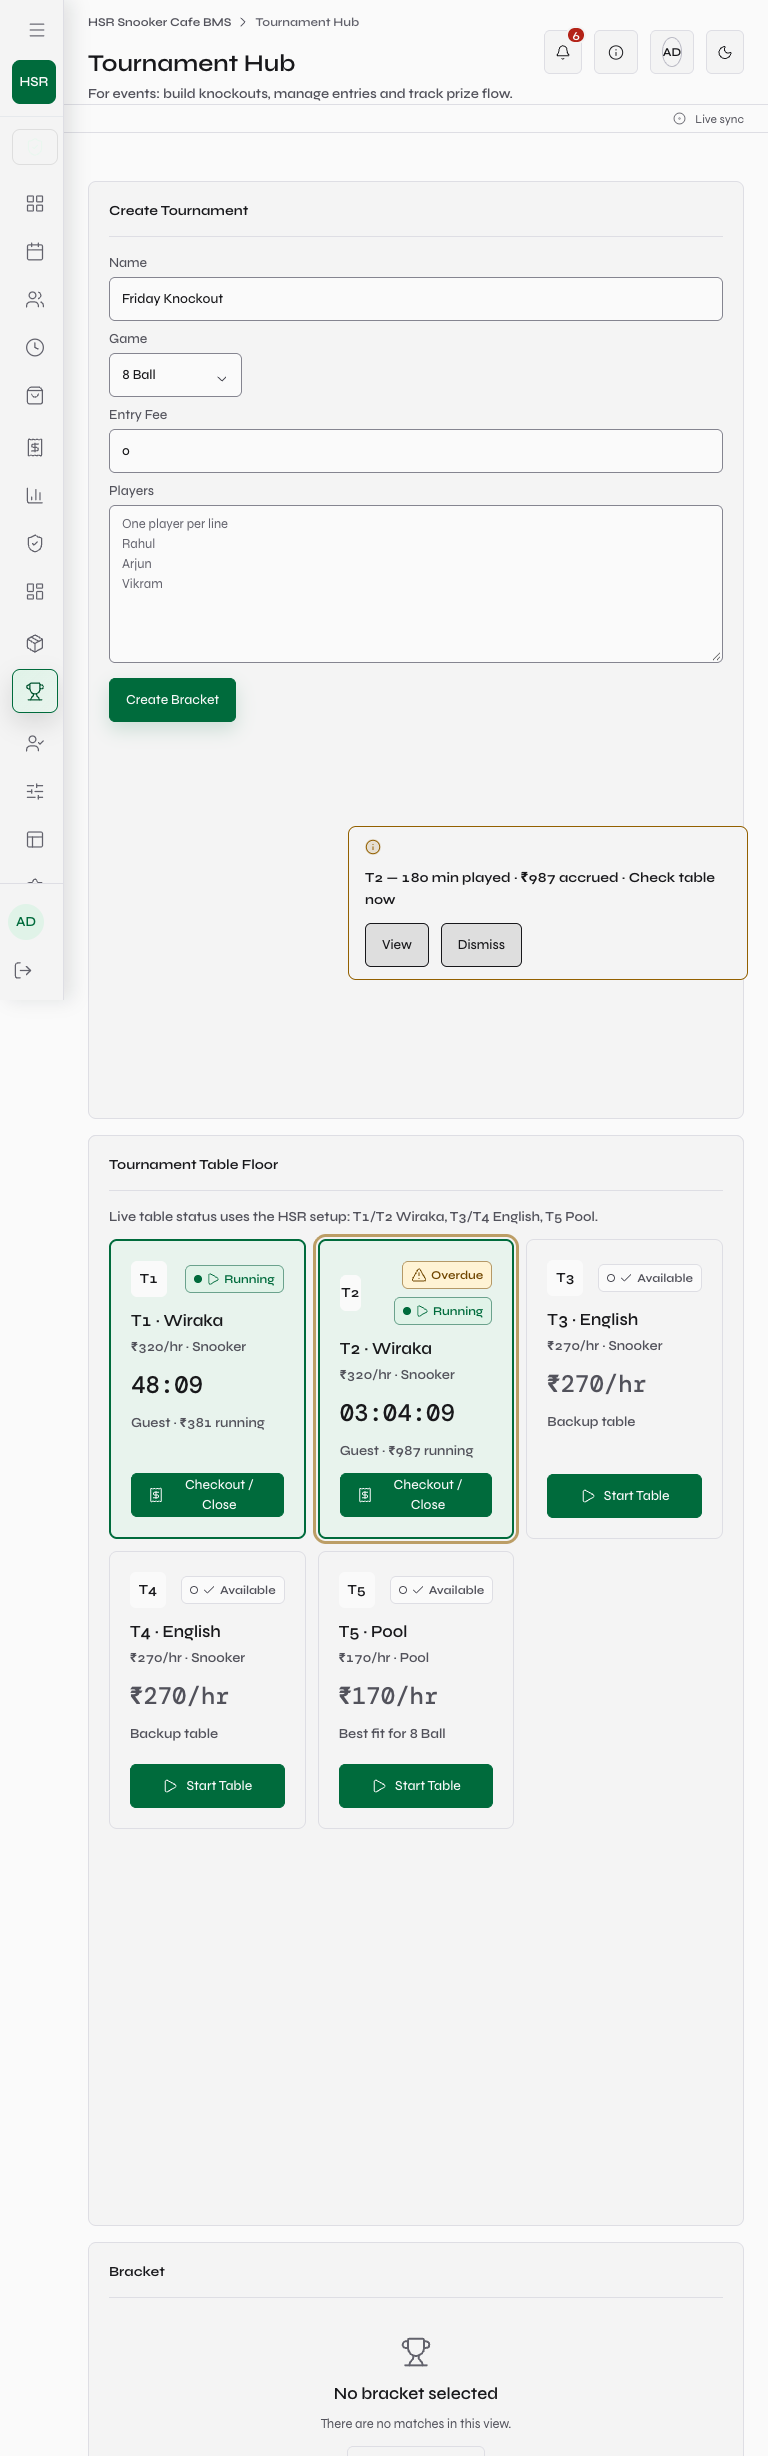 HSR Snooker Cafe BMS > Tournament Hub
Tournament Hub
For events: build knockouts, manage entries and track prize flow.
6
AD
Live sync
HSR
AD
Create Tournament
Name
Friday Knockout
Game
8 Ball
Entry Fee
0
Players
One player per line
Rahul
Arjun
Vikram
Create Bracket
T2 — 180 min played · ₹987 accrued · Check table
now
View
Dismiss
Tournament Table Floor
Live table status uses the HSR setup: T1/T2 Wiraka, T3/T4 English, T5 Pool.
T1
Running
T1 · Wiraka
₹320/hr · Snooker
48:09
Guest · ₹381 running
Checkout /
Close
T2
Overdue
Running
T2 · Wiraka
₹320/hr · Snooker
03:04:09
Guest · ₹987 running
Checkout /
Close
T3
Available
T3 · English
₹270/hr · Snooker
₹270/hr
Backup table
Start Table
T4
Available
T4 · English
₹270/hr · Snooker
₹270/hr
Backup table
Start Table
T5
Available
T5 · Pool
₹170/hr · Pool
₹170/hr
Best fit for 8 Ball
Start Table
Bracket
No bracket selected
There are no matches in this view.